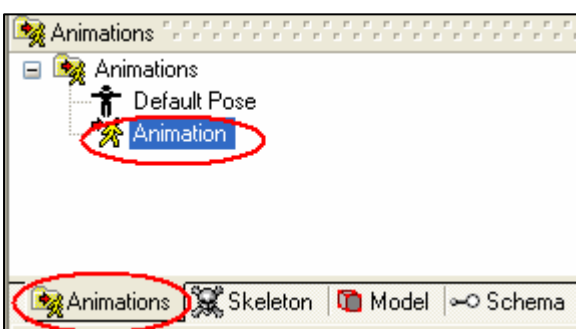 Animations
Animations
Default Pose
Animation
Animations Skeleton Model Schema